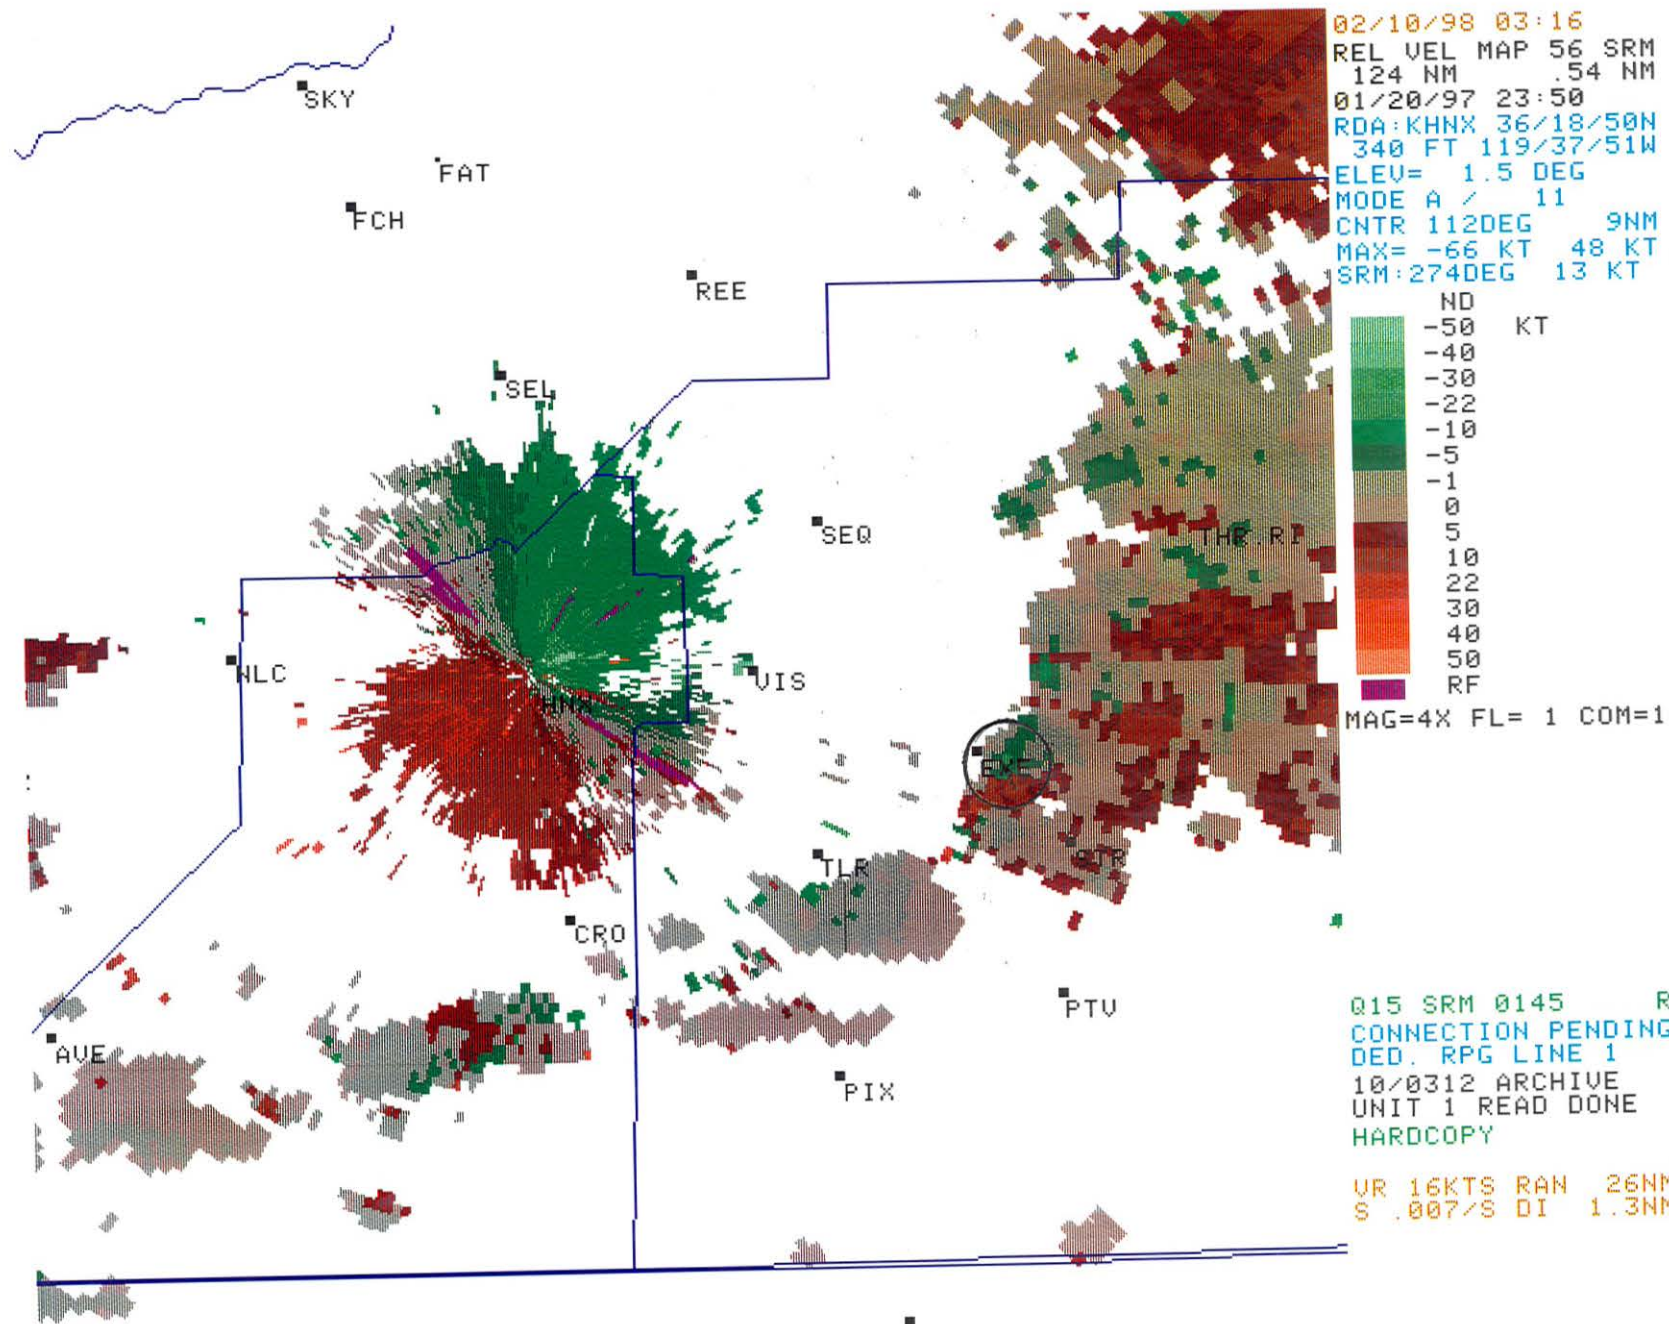 02/10/98 03:16
REL VEL MAP 56 SRM
124 NM .54 NM
01/20/97 23:50
RDA:KHNX 36/18/50N
340 FT 119/37/51W
ELEV= 1.5 DEG
MODE A / 11
CNTR 112DEG 9NM
MAX= -66 KT 48 KT
SRM:274DEG 13 KT
ND
-50 KT
-40
-30
-22
-10
-5
-1
0
5
10
22
30
40
50
RF
MAG=4X FL= 1 COM=1
SKY
FAT
FCH
REE
SEL
SEQ
THR.RI
NLC
VIS
HNX
TLR
STR
CRO
PTV
AVE
PIX
Q15 SRM 0145 R
CONNECTION PENDING
DED. RPG LINE 1
10/0312 ARCHIVE
UNIT 1 READ DONE
HARDCOPY
VR 16KTS RAN 26NM
S .007/S DI 1.3NM